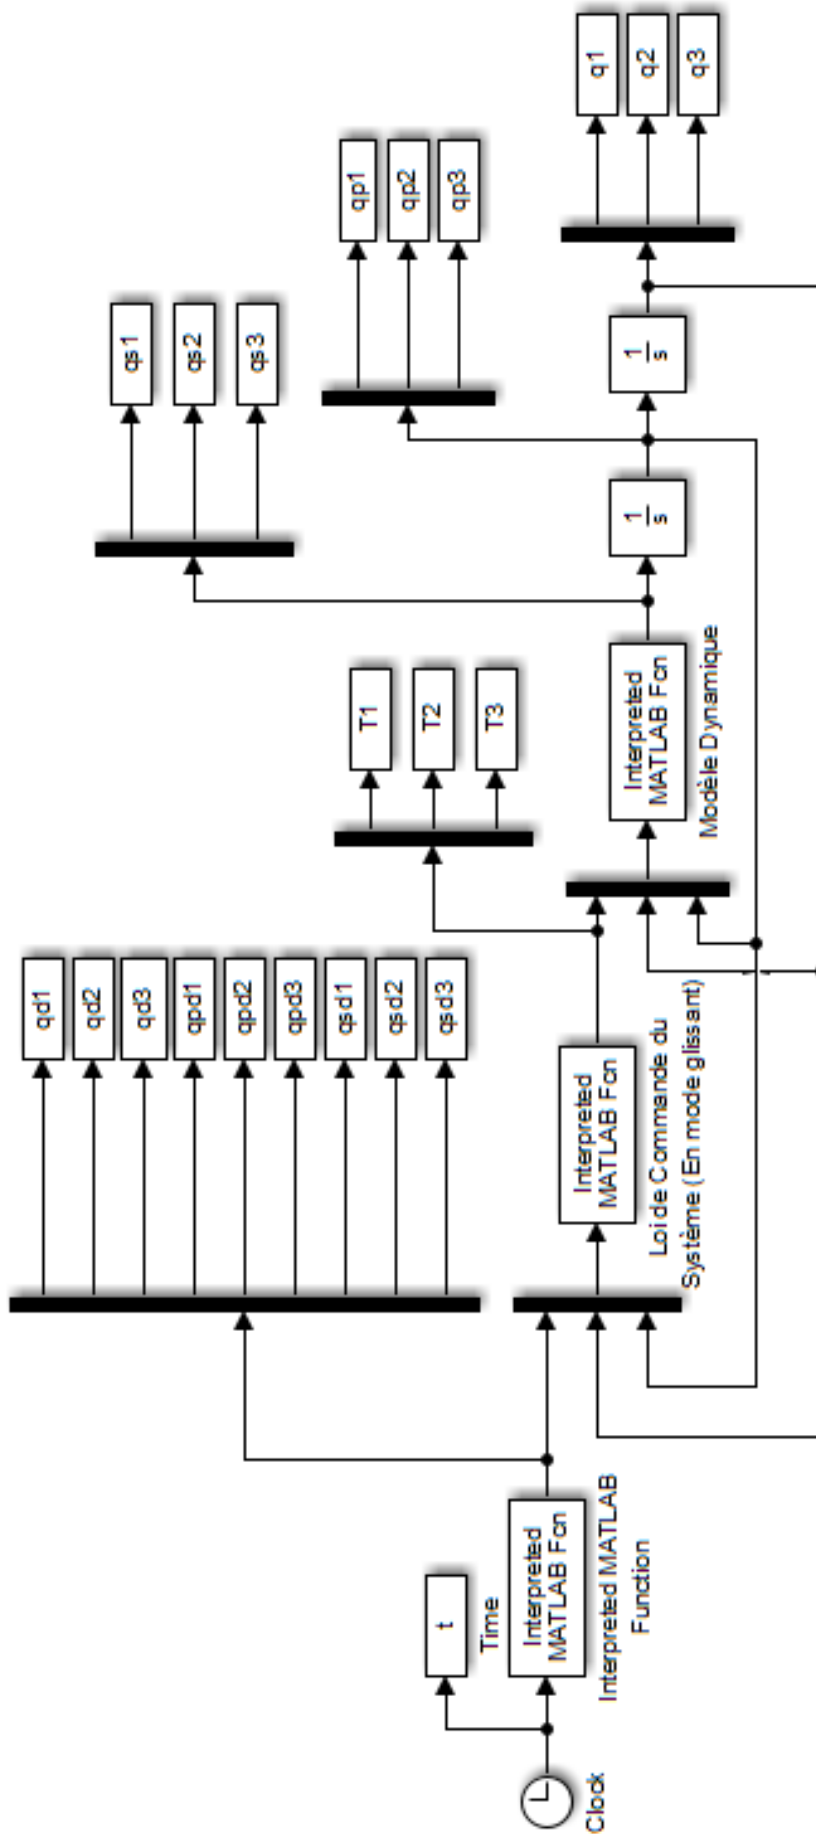 Clock
t
Time
Interpreted
MATLAB Fcn
Interpreted MATLAB
Function
qd1
qd2
qd3
qpd1
qpd2
qpd3
qsd1
qsd2
qsd3
Interpreted
MATLAB Fcn
Loi de Commande du
Système ( En mode glissant)
T1
T2
T3
Interpreted
MATLAB Fcn
Modèle Dynamique
qs1
qs2
qs3
1
s
qp1
qp2
qp3
1
s
q1
q2
q3